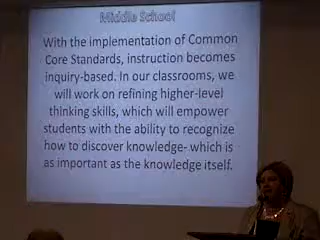 Middle School
With the implementation of Common
Core Standards, instruction becomes
inquiry-based. In our classrooms, we
will work on refining higher-level
thinking skills, which will empower
students with the ability to recognize
how to discover knowledge- which is
as important as the knowledge itself.